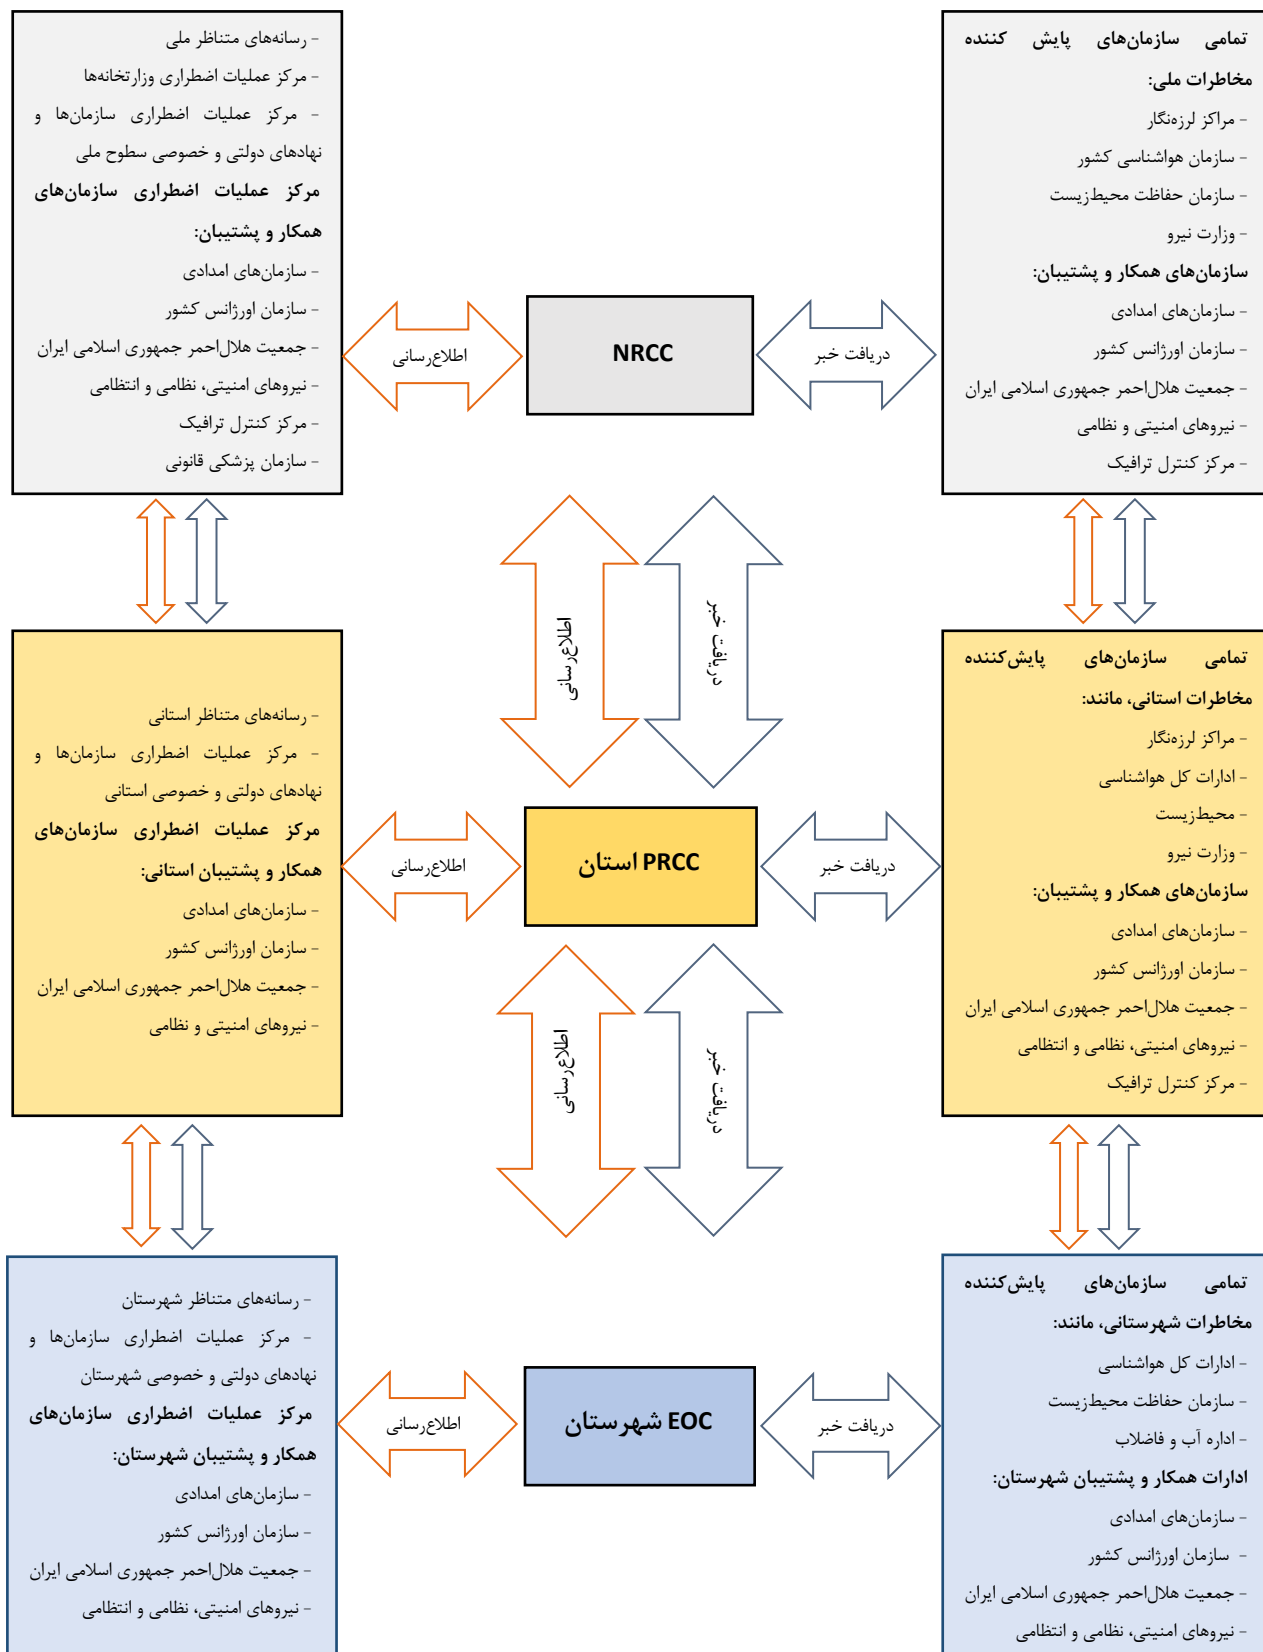 تمامی سازمان‌های پایش کننده
مخاطرات ملی:
- مراکز لرزه‌نگار
- سازمان هواشناسی کشور
- سازمان حفاظت محیط‌زیست
- وزارت نیرو
سازمان‌های همکار و پشتیبان:
- سازمان‌های امدادی
- سازمان اورژانس کشور
- جمعیت هلال‌احمر جمهوری اسلامی ایران
- نیروهای امنیتی و نظامی
- مرکز کنترل ترافیک
دریافت خبر
NRCC
اطلاع‌رسانی
- رسانه‌های متناظر ملی
- مرکز عملیات اضطراری وزارتخانه‌ها
- مرکز عملیات اضطراری سازمان‌ها و
نهادهای دولتی و خصوصی سطوح ملی
مرکز عملیات اضطراری سازمان‌های
همکار و پشتیبان:
- سازمان‌های امدادی
- سازمان اورژانس کشور
- جمعیت هلال‌احمر جمهوری اسلامی ایران
- نیروهای امنیتی، نظامی و انتظامی
- مرکز کنترل ترافیک
- سازمان پزشکی قانونی
دریافت خبر
اطلاع‌رسانی
تمامی سازمان‌های پایش‌کننده
مخاطرات استانی، مانند:
- مراکز لرزه‌نگار
- ادارات کل هواشناسی
- محیط‌زیست
- وزارت نیرو
سازمان‌های همکار و پشتیبان:
- سازمان‌های امدادی
- سازمان اورژانس کشور
- جمعیت هلال‌احمر جمهوری اسلامی ایران
- نیروهای امنیتی، نظامی و انتظامی
- مرکز کنترل ترافیک
دریافت خبر
PRCC استان
اطلاع‌رسانی
- رسانه‌های متناظر استانی
- مرکز عملیات اضطراری سازمان‌ها و
نهادهای دولتی و خصوصی استانی
مرکز عملیات اضطراری سازمان‌های
همکار و پشتیبان استانی:
- سازمان‌های امدادی
- سازمان اورژانس کشور
- جمعیت هلال‌احمر جمهوری اسلامی ایران
- نیروهای امنیتی و نظامی
دریافت خبر
اطلاع‌رسانی
تمامی سازمان‌های پایش‌کننده
مخاطرات شهرستانی، مانند:
- ادارات کل هواشناسی
- سازمان حفاظت محیط‌زیست
- اداره آب و فاضلاب
ادارات همکار و پشتیبان شهرستان:
- سازمان‌های امدادی
- سازمان اورژانس کشور
- جمعیت هلال‌احمر جمهوری اسلامی ایران
- نیروهای امنیتی، نظامی و انتظامی
دریافت خبر
EOC شهرستان
اطلاع‌رسانی
- رسانه‌های متناظر شهرستان
- مرکز عملیات اضطراری سازمان‌ها و
نهادهای دولتی و خصوصی شهرستان
مرکز عملیات اضطراری سازمان‌های
همکار و پشتیبان شهرستان:
- سازمان‌های امدادی
- سازمان اورژانس کشور
- جمعیت هلال‌احمر جمهوری اسلامی ایران
- نیروهای امنیتی، نظامی و انتظامی